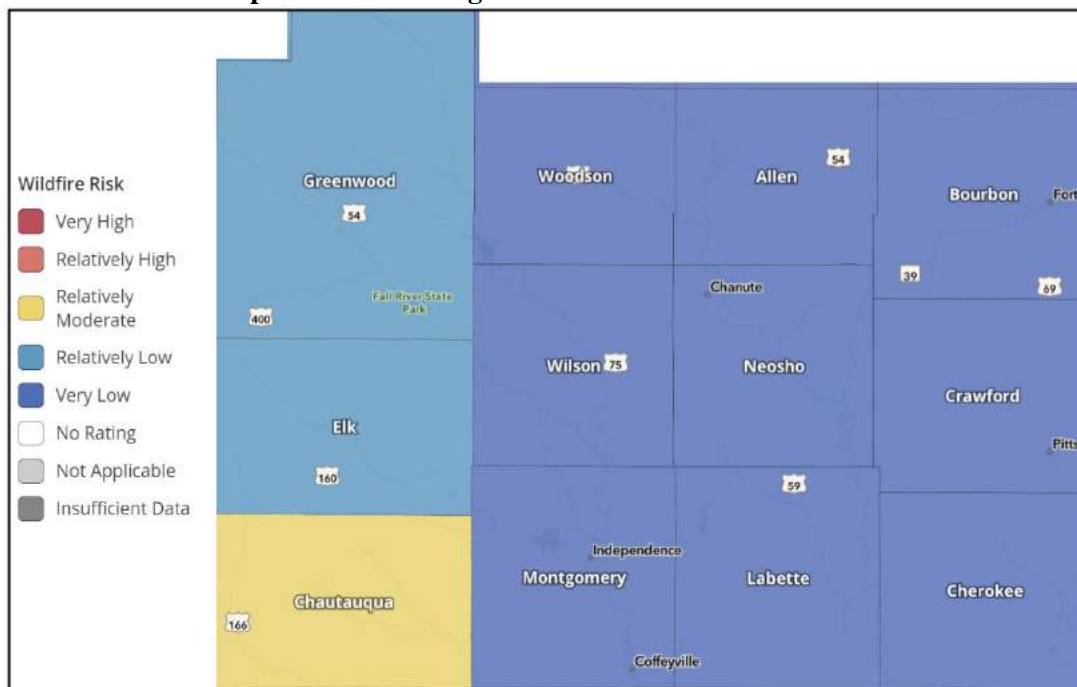 Wildfire Risk
Very High
Relatively High
Relatively
Moderate
Relatively Low
Very Low
No Rating
Not Applicable
Insufficient Data
Greenwood
54
Fall River State
Park
400
Elk
160
Chautauqua
166
Woodson
Allen
54
Bourbon
Fort
39
69
Chanute
Wilson
75
Neosho
Crawford
Pitts
59
Independence
Montgomery
Labette
Cherokee
Coffeyville